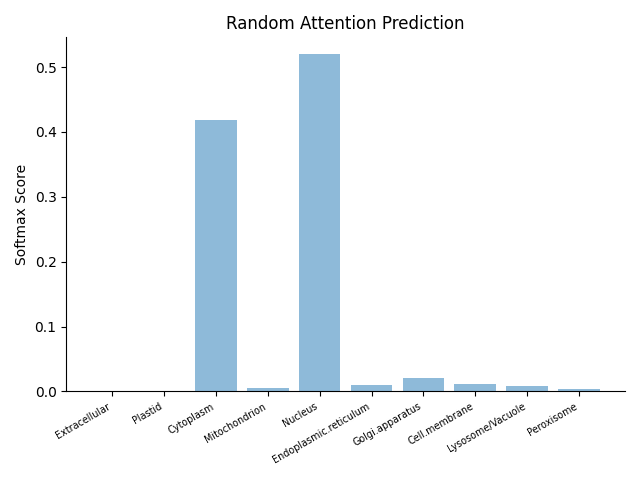 Random Attention Prediction
Softmax Score
0.5
0.4
0.3
0.2
0.1
0.0
Extracellular
Plastid
Cytoplasm
Mitochondrion
Nucleus
Endoplasmic.reticulum
Golgi.apparatus
Cell.membrane
Lysosome/Vacuole
Peroxisome